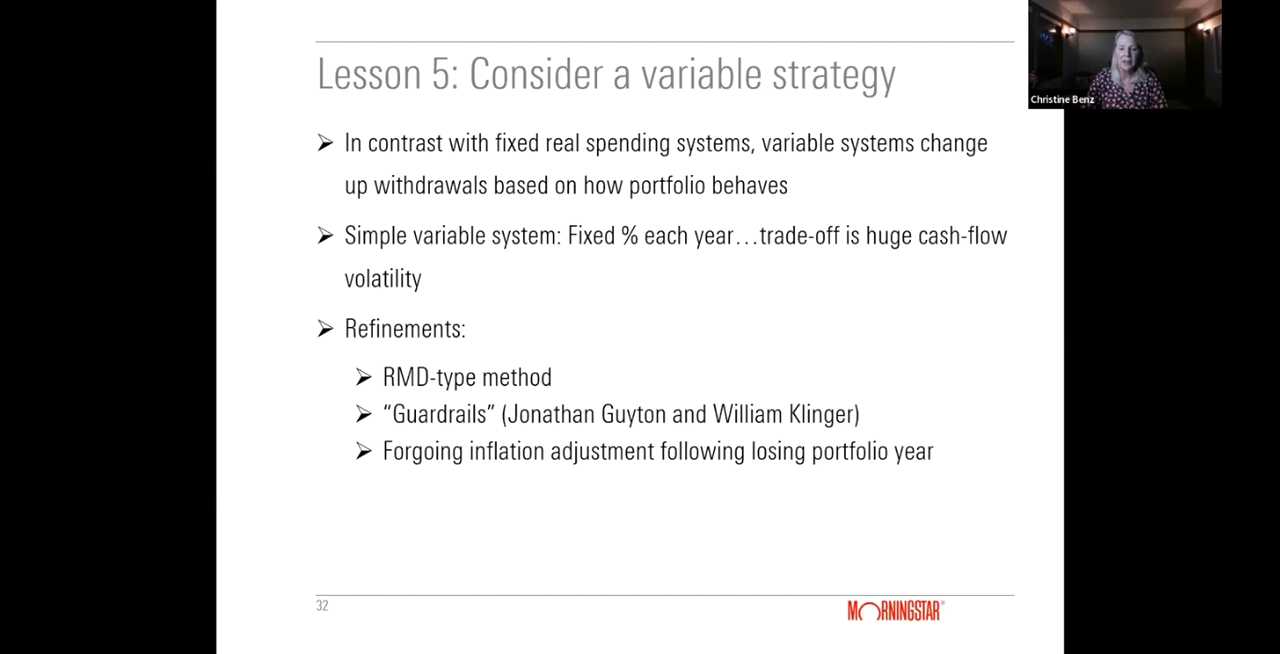 Lesson 5: Consider a variable strategy
Christine Benz
➢ In contrast with fixed real spending systems, variable systems change
up withdrawals based on how portfolio behaves
➢ Simple variable system: Fixed % each year…trade-off is huge cash-flow
volatility
➢ Refinements:
➢ RMD-type method
➢ “Guardrails” (Jonathan Guyton and William Klinger)
➢ Forgoing inflation adjustment following losing portfolio year
32
MORNINGSTAR®